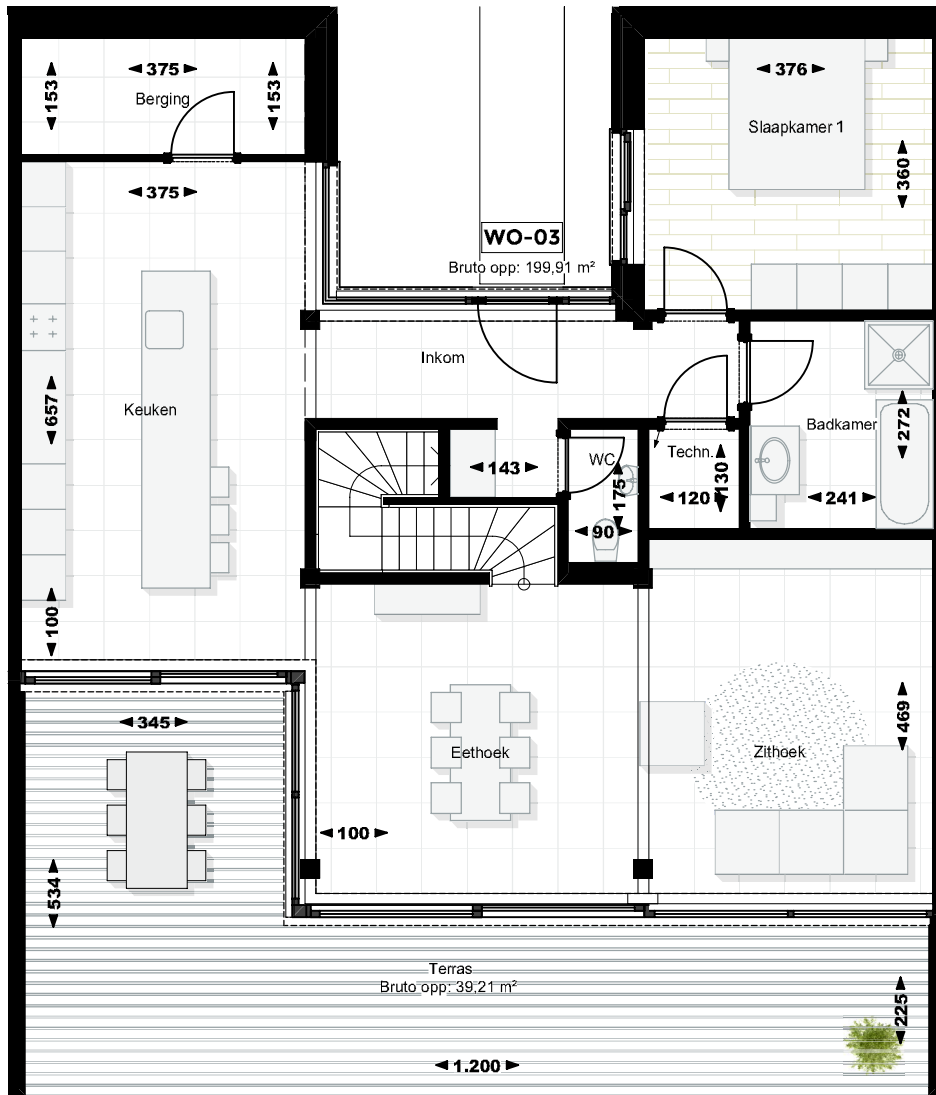 375
376
153
153
Berging
Slaapkamer 1
360
375
WO-03
Bruto opp: 199,91 m²
Inkom
657
Keuken
272
Badkamer
WC
Techn.
143
175
130
120
241
90
100
345
469
Eethoek
Zithoek
100
534
Terras
Bruto opp: 39,21 m²
225
1.200